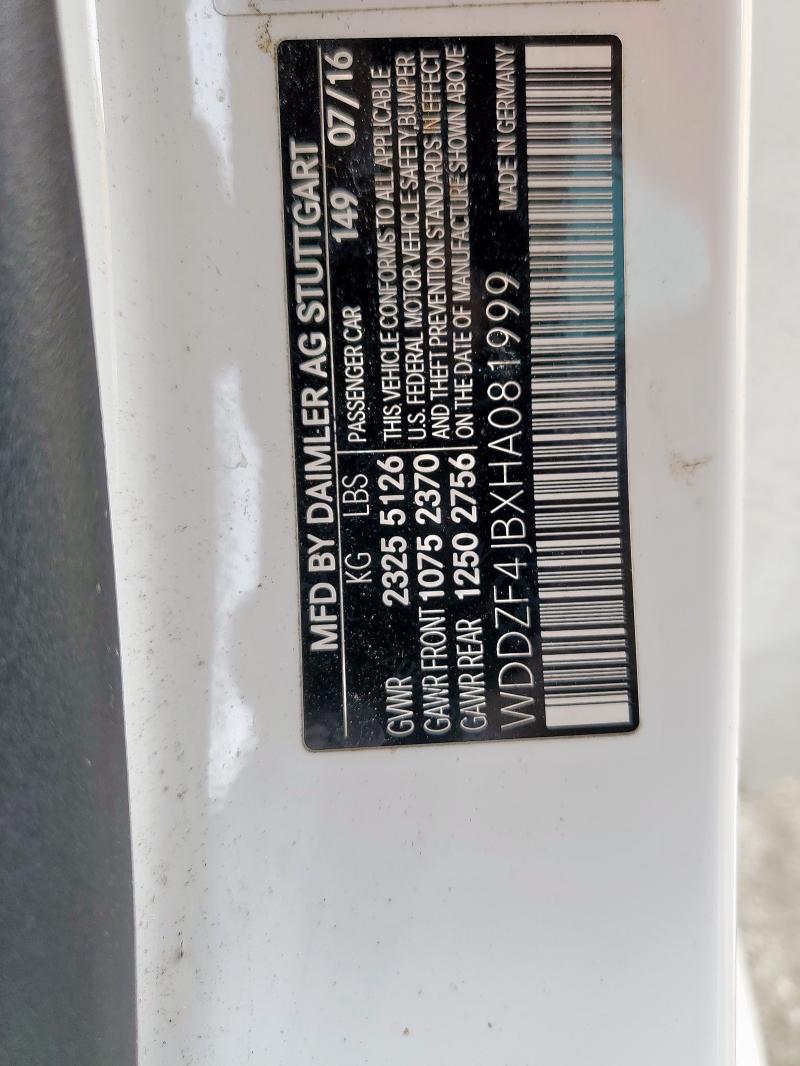 MFD BY DAIMLER AG STUTTGART
KG LBS PASSENGER CAR 149 07/16
GVWR 2325 5126 THIS VEHICLE CONFORMS TO ALL APPLICABLE
GAWR FRONT 1075 2370 U.S. FEDERAL MOTOR VEHICLE SAFETY, BUMPER
GAWR REAR 1250 2756 AND THEFT PREVENTION STANDARDS IN EFFECT
ON THE DATE OF MANUFACTURE SHOWN ABOVE
WDDZF4JBXHA081999 MADE IN GERMANY